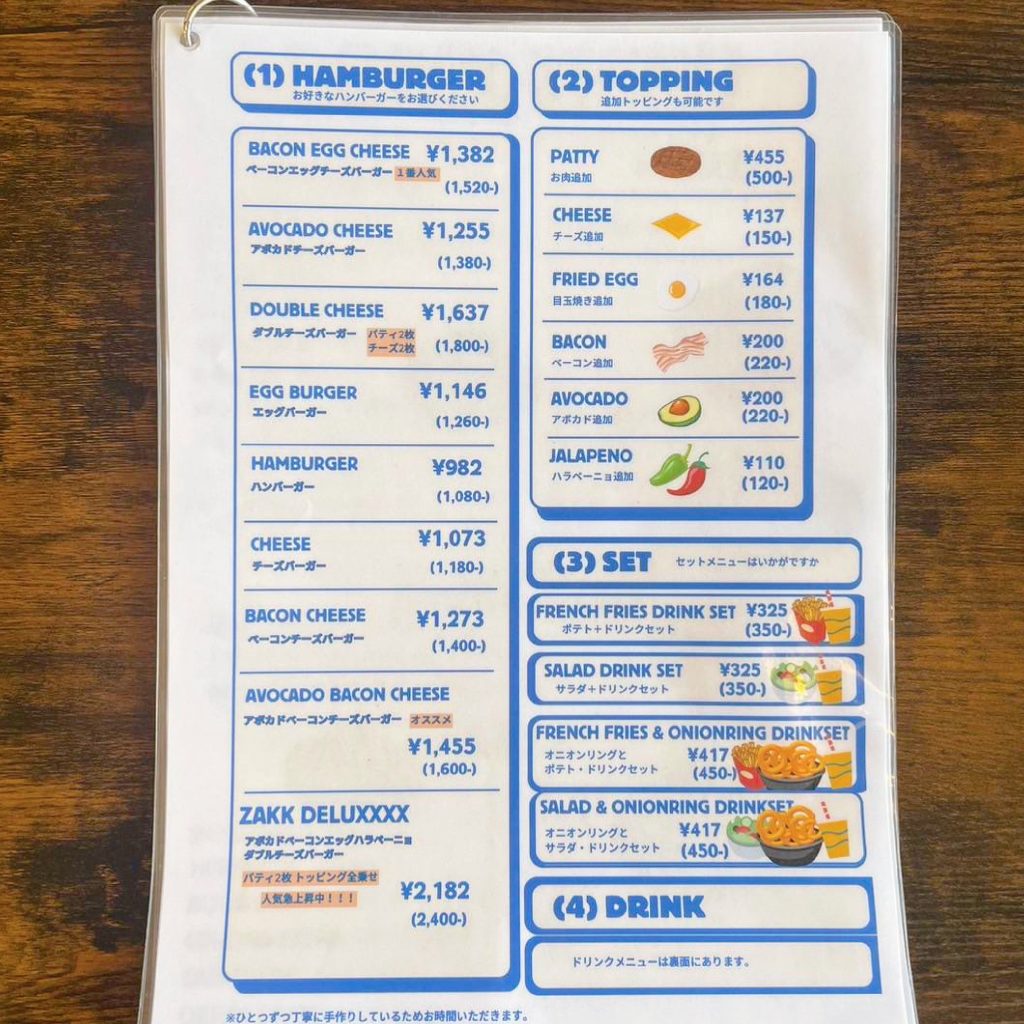 (1) HAMBURGER
お好きなハンバーガーをお選びください
BACON EGG CHEESE ¥1,382
ベーコンエッグチーズバーガー 1番人気
(1,520-)
AVOCADO CHEESE ¥1,255
アボカドチーズバーガー
(1,380-)
DOUBLE CHEESE ¥1,637
ダブルチーズバーガー パティ2枚
チーズ2枚 (1,800-)
EGG BURGER ¥1,146
エッグバーガー
(1,260-)
HAMBURGER ¥982
ハンバーガー
(1,080-)
CHEESE ¥1,073
チーズバーガー (1,180-)
BACON CHEESE ¥1,273
ベーコンチーズバーガー
(1,400-)
AVOCADO BACON CHEESE
アボカドベーコンチーズバーガー オススメ
¥1,455
(1,600-)
ZAKK DELUXXXX
アボカドベーコンエッグハラペーニョ
ダブルチーズバーガー
パティ2枚 トッピング全乗せ
人気急上昇中！！！
¥2,182
(2,400-)
(2) TOPPING
追加トッピングも可能です
PATTY ¥455
お肉追加 (500-)
CHEESE ¥137
チーズ追加 (150-)
FRIED EGG ¥164
目玉焼き追加 (180-)
BACON ¥200
ベーコン追加 (220-)
AVOCADO ¥200
アボカド追加 (220-)
JALAPENO ¥110
ハラペーニョ追加 (120-)
(3) SET セットメニューはいかがですか
FRENCH FRIES DRINK SET ¥325
ポテト＋ドリンクセット (350-)
SALAD DRINK SET ¥325
サラダ＋ドリンクセット (350-)
FRENCH FRIES & ONIONRING DRINKSET
オニオンリングと ¥417
ポテト・ドリンクセット (450-)
SALAD & ONIONRING DRINKSET
オニオンリングと ¥417
サラダ・ドリンクセット (450-)
(4) DRINK
ドリンクメニューは裏面にあります。
※ひとつずつ丁寧に手作りしているためお時間いただきます。